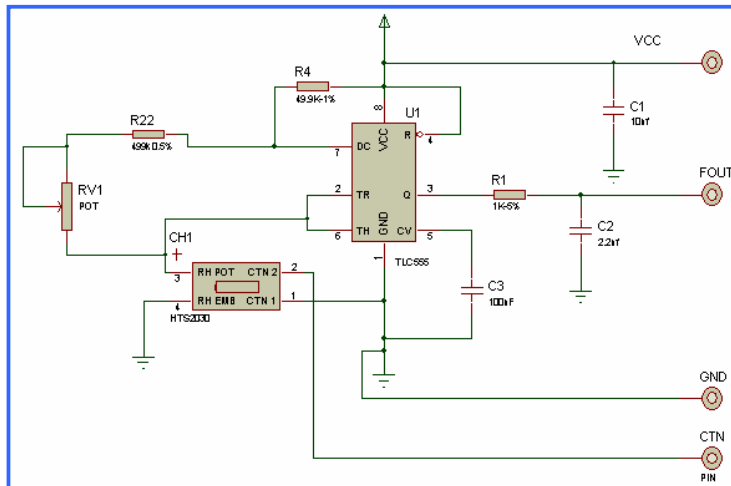 VCC
R4
49.9K-1%
U1
8
VCC
C1
10nf
R22
499K 0.5%
DC
7
R
4
FOUT
RV1
POT
2
TR
Q
3
R1
1K-5%
GND
TH
6
CV
5
C2
2.2nf
CH1
+
1
TLC555
3
RH POT
CTN 2
2
C3
100nF
4
RH EMB
CTN 1
1
HTS2030
GND
CTN
PIN